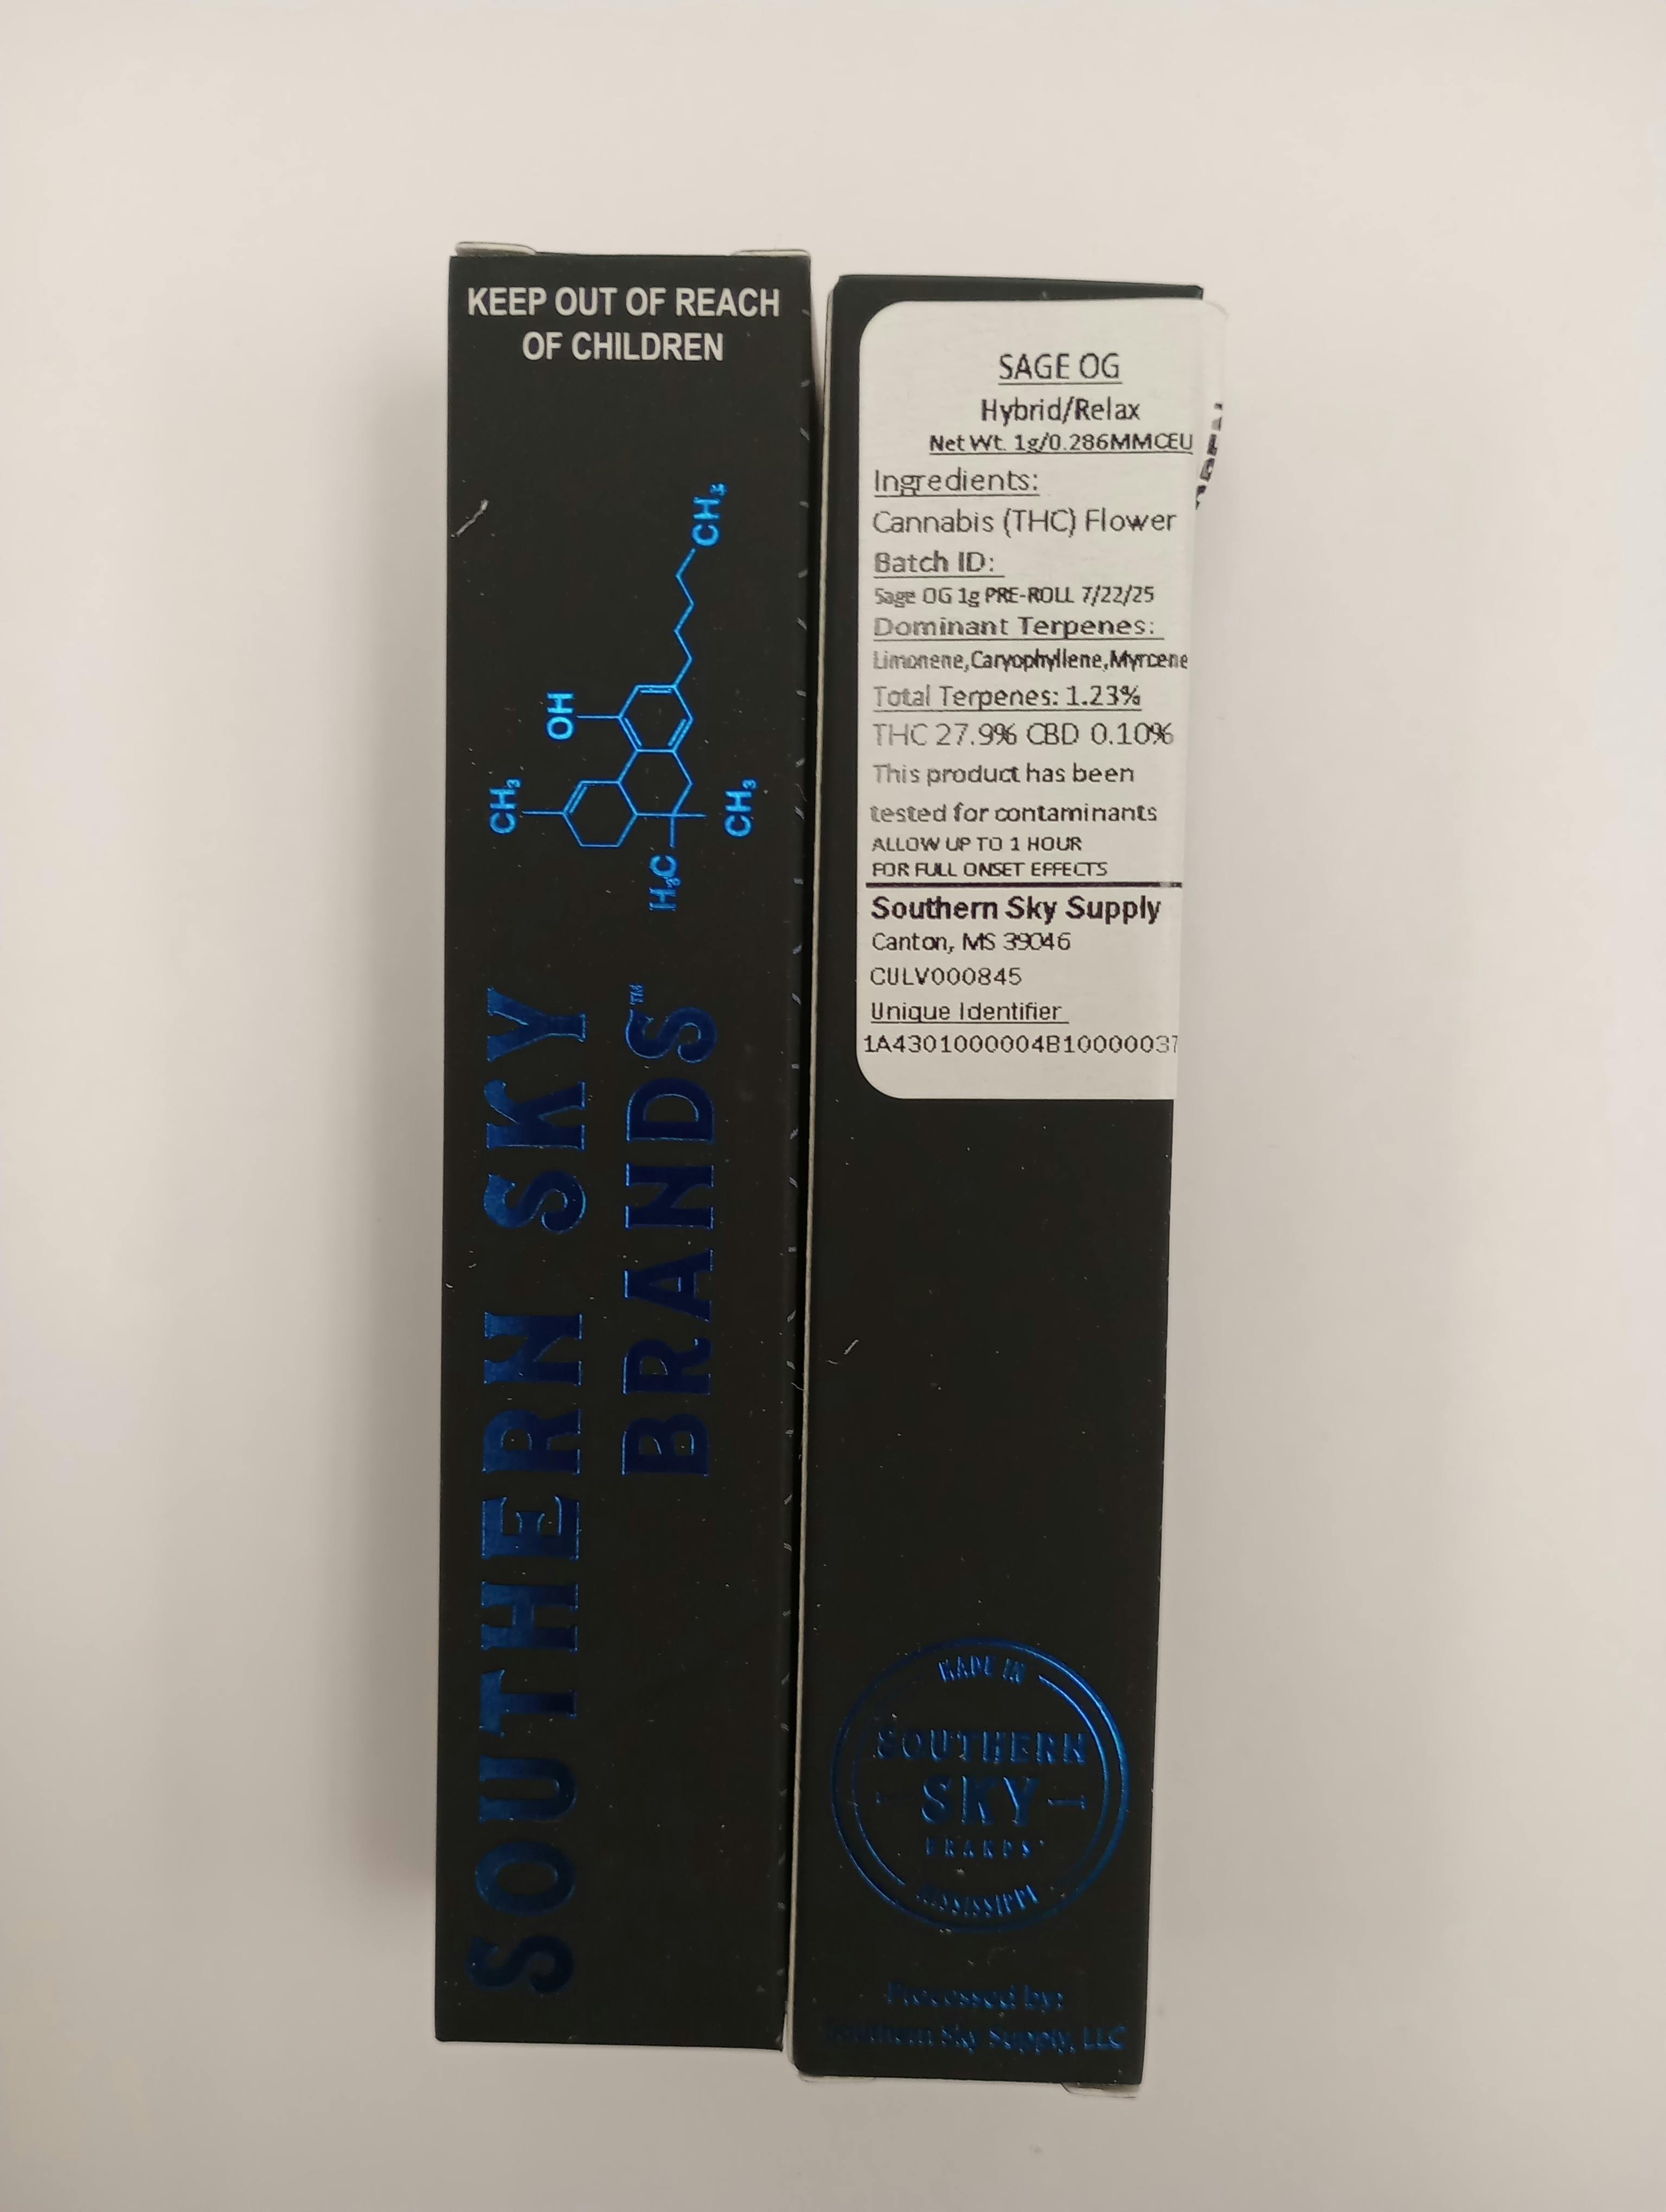 KEEP OUT OF REACH
OF CHILDREN
CH₃
OH
CH₃
H₃C
CH₃
SOUTHERN SKY
BRANDS™
SAGE OG
Hybrid/Relax
Net Wt. 1g/0.286MMCEU
Ingredients:
Cannabis (THC) Flower
Batch ID:
Sage OG 1g PRE-ROLL 7/22/25
Dominant Terpenes:
Limonene,Caryophyllene,Myrcene
Total Terpenes: 1.23%
THC 27.9% CBD 0.10%
This product has been
tested for contaminants
ALLOW UP TO 1 HOUR
FOR FULL ONSET EFFECTS
Southern Sky Supply
Canton, MS 39046
CULV000845
Unique Identifier
1A4301000004B10000037
MADE IN
SOUTHERN
SKY
BRANDS
MISSISSIPPI
Processed by:
Southern Sky Supply, LLC